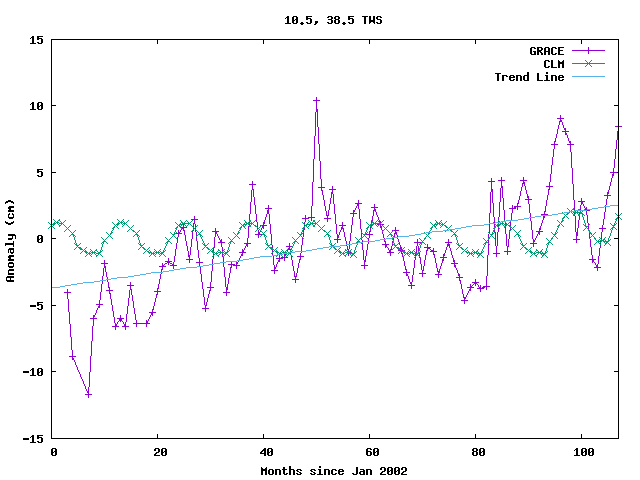 10.5, 38.5 TWS
GRACE
CLM
Trend Line
15
10
5
0
-5
-10
-15
Anomaly (cm)
0 20 40 60 80 100
Months since Jan 2002